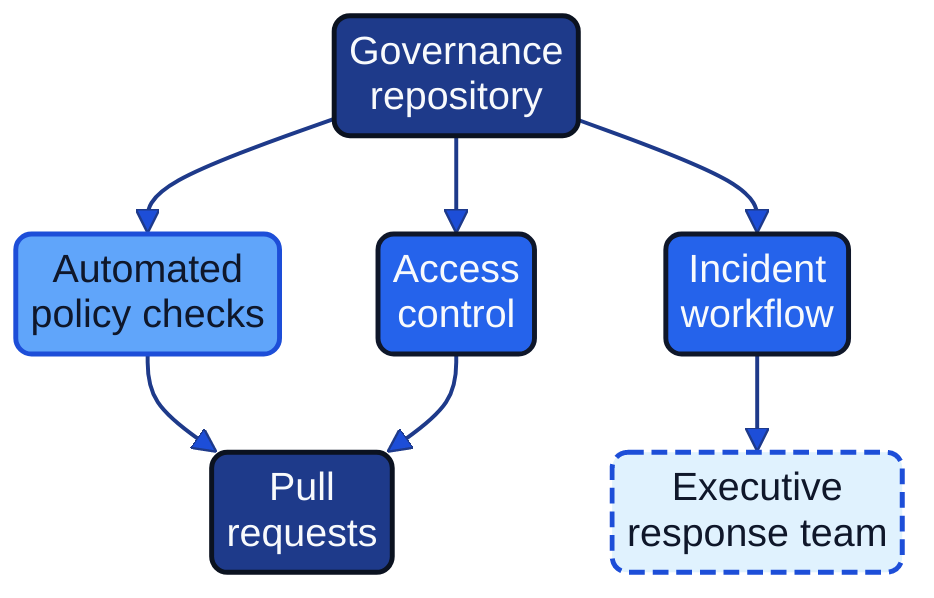 Governance
repository
Automated
policy checks
Access
control
Incident
workflow
Pull
requests
Executive
response team